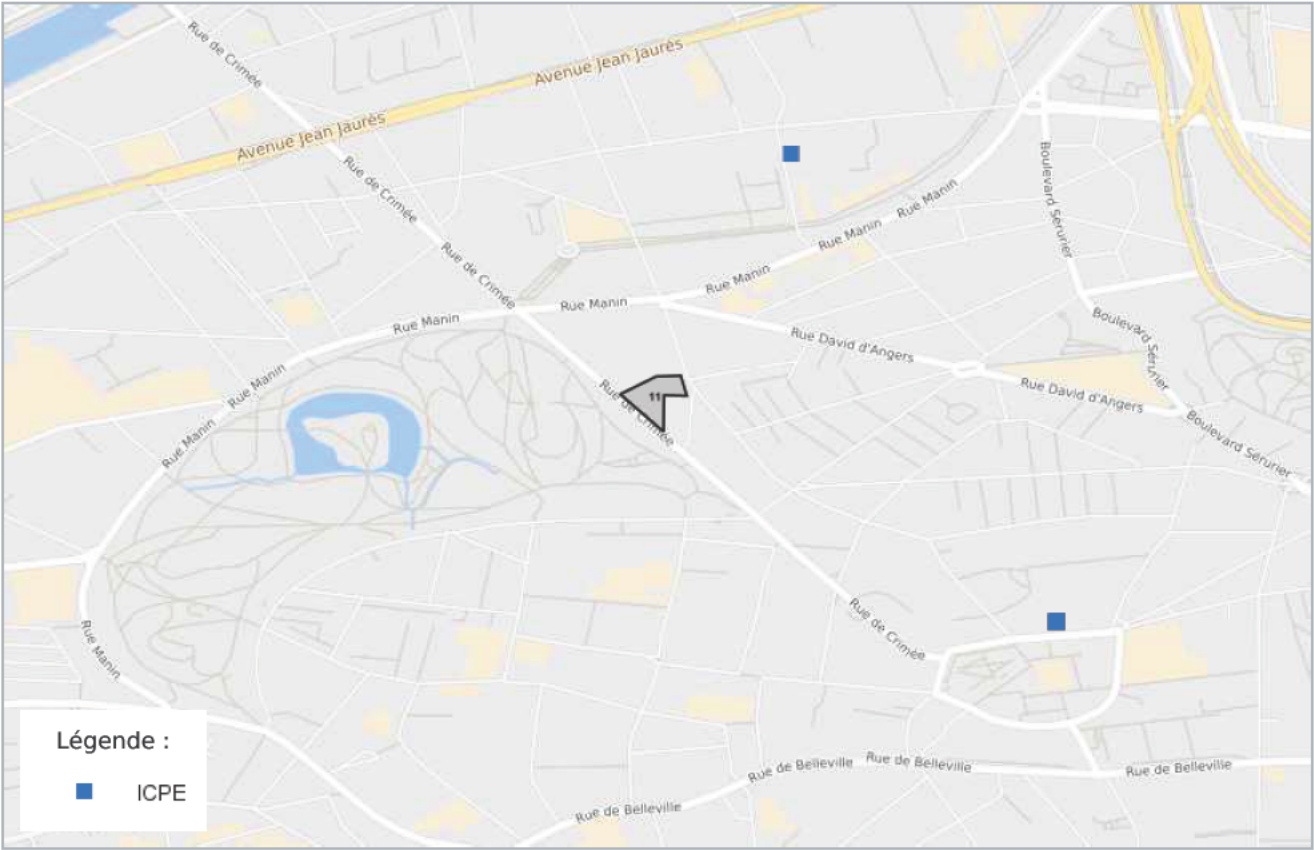 Rue de Crimée
Avenue Jean Jaurès
Avenue Jean Jaurès
Rue de Crimée
Boulevard Sérurier
Rue Manin
Rue Manin
Rue de Crimée
Rue Manin
Rue Manin
Rue Manin
Boulevard Sérurier
Rue David d'Angers
Rue Manin
Rue de Crimée
11
Rue David d'Angers
Rue Manin
Boulevard Sérurier
Rue de Crimée
Rue Manin
Légende :
ICPE
Rue de Belleville
Rue de Belleville
Rue de Belleville
Rue de Belleville